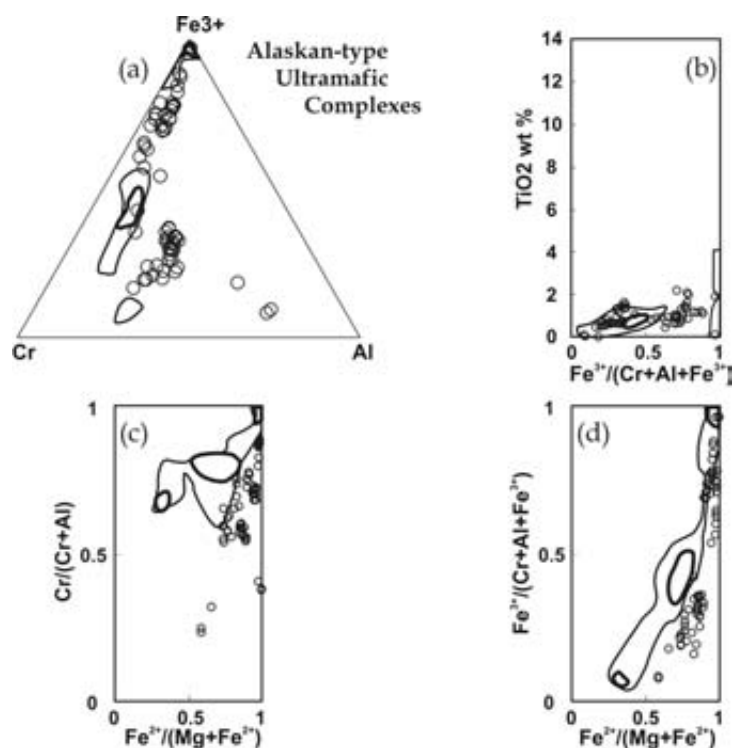 Fe3+
(a)
Alaskan-type
Ultramafic
Complexes
Cr
Al
(b)
TiO2 wt %
14
12
10
8
6
4
2
0
0
0.5
1
Fe³⁺/(Cr+Al+Fe³⁺)
(c)
Cr/(Cr+Al)
1
0.5
0
0
0.5
1
Fe²⁺/(Mg+Fe²⁺)
(d)
Fe³⁺/(Cr+Al+Fe³⁺)
1
0.5
0
0
0.5
1
Fe²⁺/(Mg+Fe²⁺)